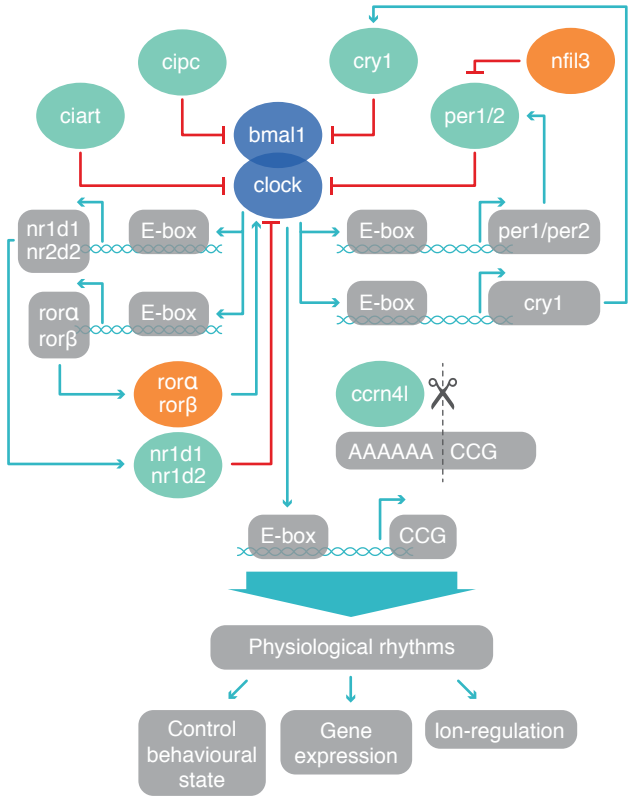 cipc
cry1
nfil3
ciart
per1/2
bmal1
clock
nr1d1
nr2d2
E-box
E-box
per1/per2
rorα
rorβ
E-box
E-box
cry1
rorα
rorβ
ccrn4l
nr1d1
nr1d2
AAAAAA CCG
E-box
CCG
Physiological rhythms
Control
behavioural
state
Gene
expression
Ion-regulation